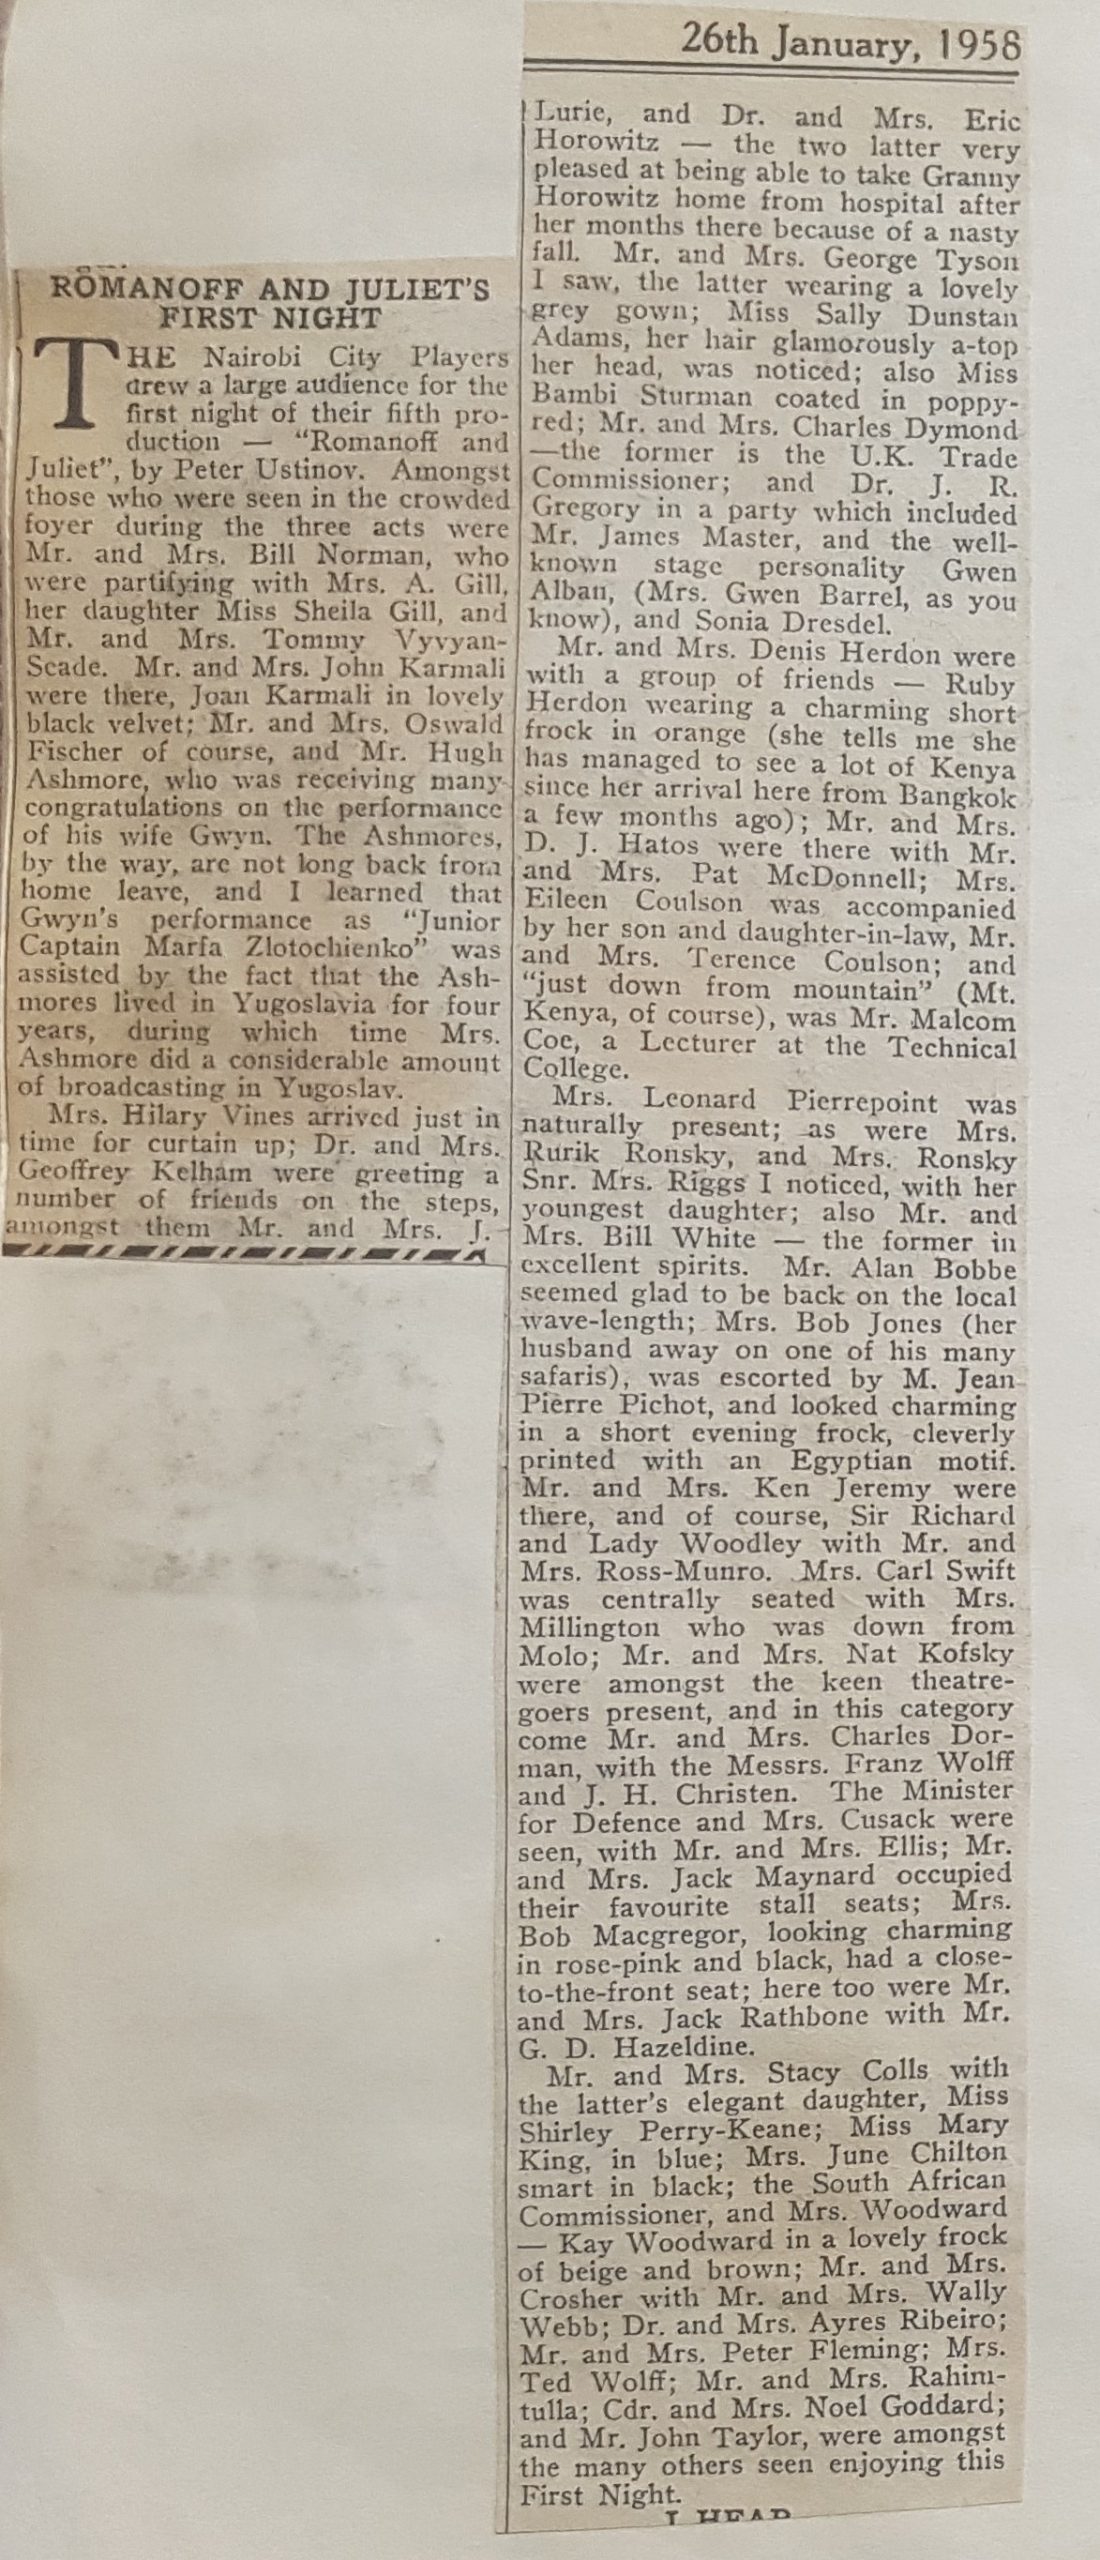 26th January, 1958
ROMANOFF AND JULIET'S
FIRST NIGHT
THE Nairobi City Players
drew a large audience for the
first night of their fifth pro-
duction — "Romanoff and
Juliet", by Peter Ustinov. Amongst
those who were seen in the crowded
foyer during the three acts were
Mr. and Mrs. Bill Norman, who
were partifying with Mrs. A. Gill,
her daughter Miss Sheila Gill, and
Mr. and Mrs. Tommy Vyvyan-
Scade. Mr. and Mrs. John Karmali
were there, Joan Karmali in lovely
black velvet; Mr. and Mrs. Oswald
Fischer of course, and Mr. Hugh
Ashmore, who was receiving many
congratulations on the performance
of his wife Gwyn. The Ashmores,
by the way, are not long back from
home leave, and I learned that
Gwyn's performance as "Junior
Captain Marfa Zlotochienko" was
assisted by the fact that the Ash-
mores lived in Yugoslavia for four
years, during which time Mrs.
Ashmore did a considerable amount
of broadcasting in Yugoslav.
Mrs. Hilary Vines arrived just in
time for curtain up; Dr. and Mrs.
Geoffrey Kelham were greeting a
number of friends on the steps,
amongst them Mr. and Mrs. J.
Lurie, and Dr. and Mrs. Eric
Horowitz — the two latter very
pleased at being able to take Granny
Horowitz home from hospital after
her months there because of a nasty
fall. Mr. and Mrs. George Tyson
I saw, the latter wearing a lovely
grey gown; Miss Sally Dunstan
Adams, her hair glamorously a-top
her head, was noticed; also Miss
Bambi Sturman coated in poppy-
red; Mr. and Mrs. Charles Dymond
—the former is the U.K. Trade
Commissioner; and Dr. J. R.
Gregory in a party which included
Mr. James Master, and the well-
known stage personality Gwen
Alban, (Mrs. Gwen Barrel, as you
know), and Sonia Dresdel.
Mr. and Mrs. Denis Herdon were
with a group of friends — Ruby
Herdon wearing a charming short
frock in orange (she tells me she
has managed to see a lot of Kenya
since her arrival here from Bangkok
a few months ago); Mr. and Mrs.
D. J. Hatos were there with Mr.
and Mrs. Pat McDonnell; Mrs.
Eileen Coulson was accompanied
by her son and daughter-in-law, Mr.
and Mrs. Terence Coulson; and
"just down from mountain" (Mt.
Kenya, of course), was Mr. Malcom
Coe, a Lecturer at the Technical
College.
Mrs. Leonard Pierrepoint was
naturally present; as were Mrs.
Rurik Ronsky, and Mrs. Ronsky
Snr. Mrs. Riggs I noticed, with her
youngest daughter; also Mr. and
Mrs. Bill White — the former in
excellent spirits. Mr. Alan Bobbe
seemed glad to be back on the local
wave-length; Mrs. Bob Jones (her
husband away on one of his many
safaris), was escorted by M. Jean
Pierre Pichot, and looked charming
in a short evening frock, cleverly
printed with an Egyptian motif.
Mr. and Mrs. Ken Jeremy were
there, and of course, Sir Richard
and Lady Woodley with Mr. and
Mrs. Ross-Munro. Mrs. Carl Swift
was centrally seated with Mrs.
Millington who was down from
Molo; Mr. and Mrs. Nat Kofsky
were amongst the keen theatre-
goers present, and in this category
come Mr. and Mrs. Charles Dor-
man, with the Messrs. Franz Wolff
and J. H. Christen. The Minister
for Defence and Mrs. Cusack were
seen, with Mr. and Mrs. Ellis; Mr.
and Mrs. Jack Maynard occupied
their favourite stall seats; Mrs.
Bob Macgregor, looking charming
in rose-pink and black, had a close-
to-the-front seat; here too were Mr.
and Mrs. Jack Rathbone with Mr.
G. D. Hazeldine.
Mr. and Mrs. Stacy Colls with
the latter's elegant daughter, Miss
Shirley Perry-Keane; Miss Mary
King, in blue; Mrs. June Chilton
smart in black; the South African
Commissioner, and Mrs. Woodward
— Kay Woodward in a lovely frock
of beige and brown; Mr. and Mrs.
Crosher with Mr. and Mrs. Wally
Webb; Dr. and Mrs. Ayres Ribeiro;
Mr. and Mrs. Peter Fleming; Mrs.
Ted Wolff; Mr. and Mrs. Rahim-
tulla; Cdr. and Mrs. Noel Goddard;
and Mr. John Taylor, were amongst
the many others seen enjoying this
First Night.
I HEAR